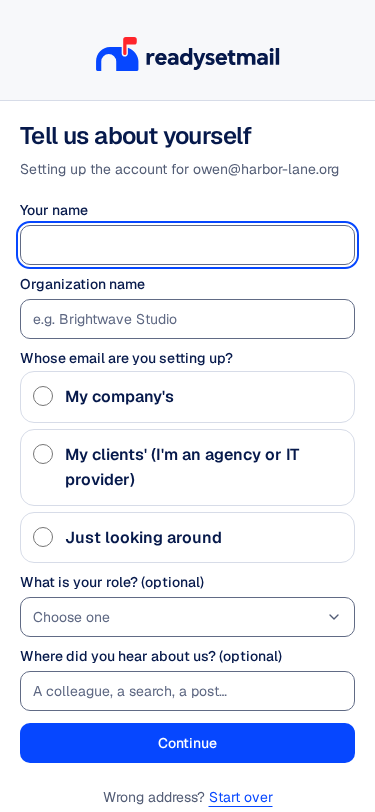 readysetmail
Tell us about yourself
Setting up the account for owen@harbor-lane.org
Your name
Organization name
e.g. Brightwave Studio
Whose email are you setting up?
My company's
My clients' (I'm an agency or IT
provider)
Just looking around
What is your role? (optional)
Choose one
Where did you hear about us? (optional)
A colleague, a search, a post...
Continue
Wrong address? Start over